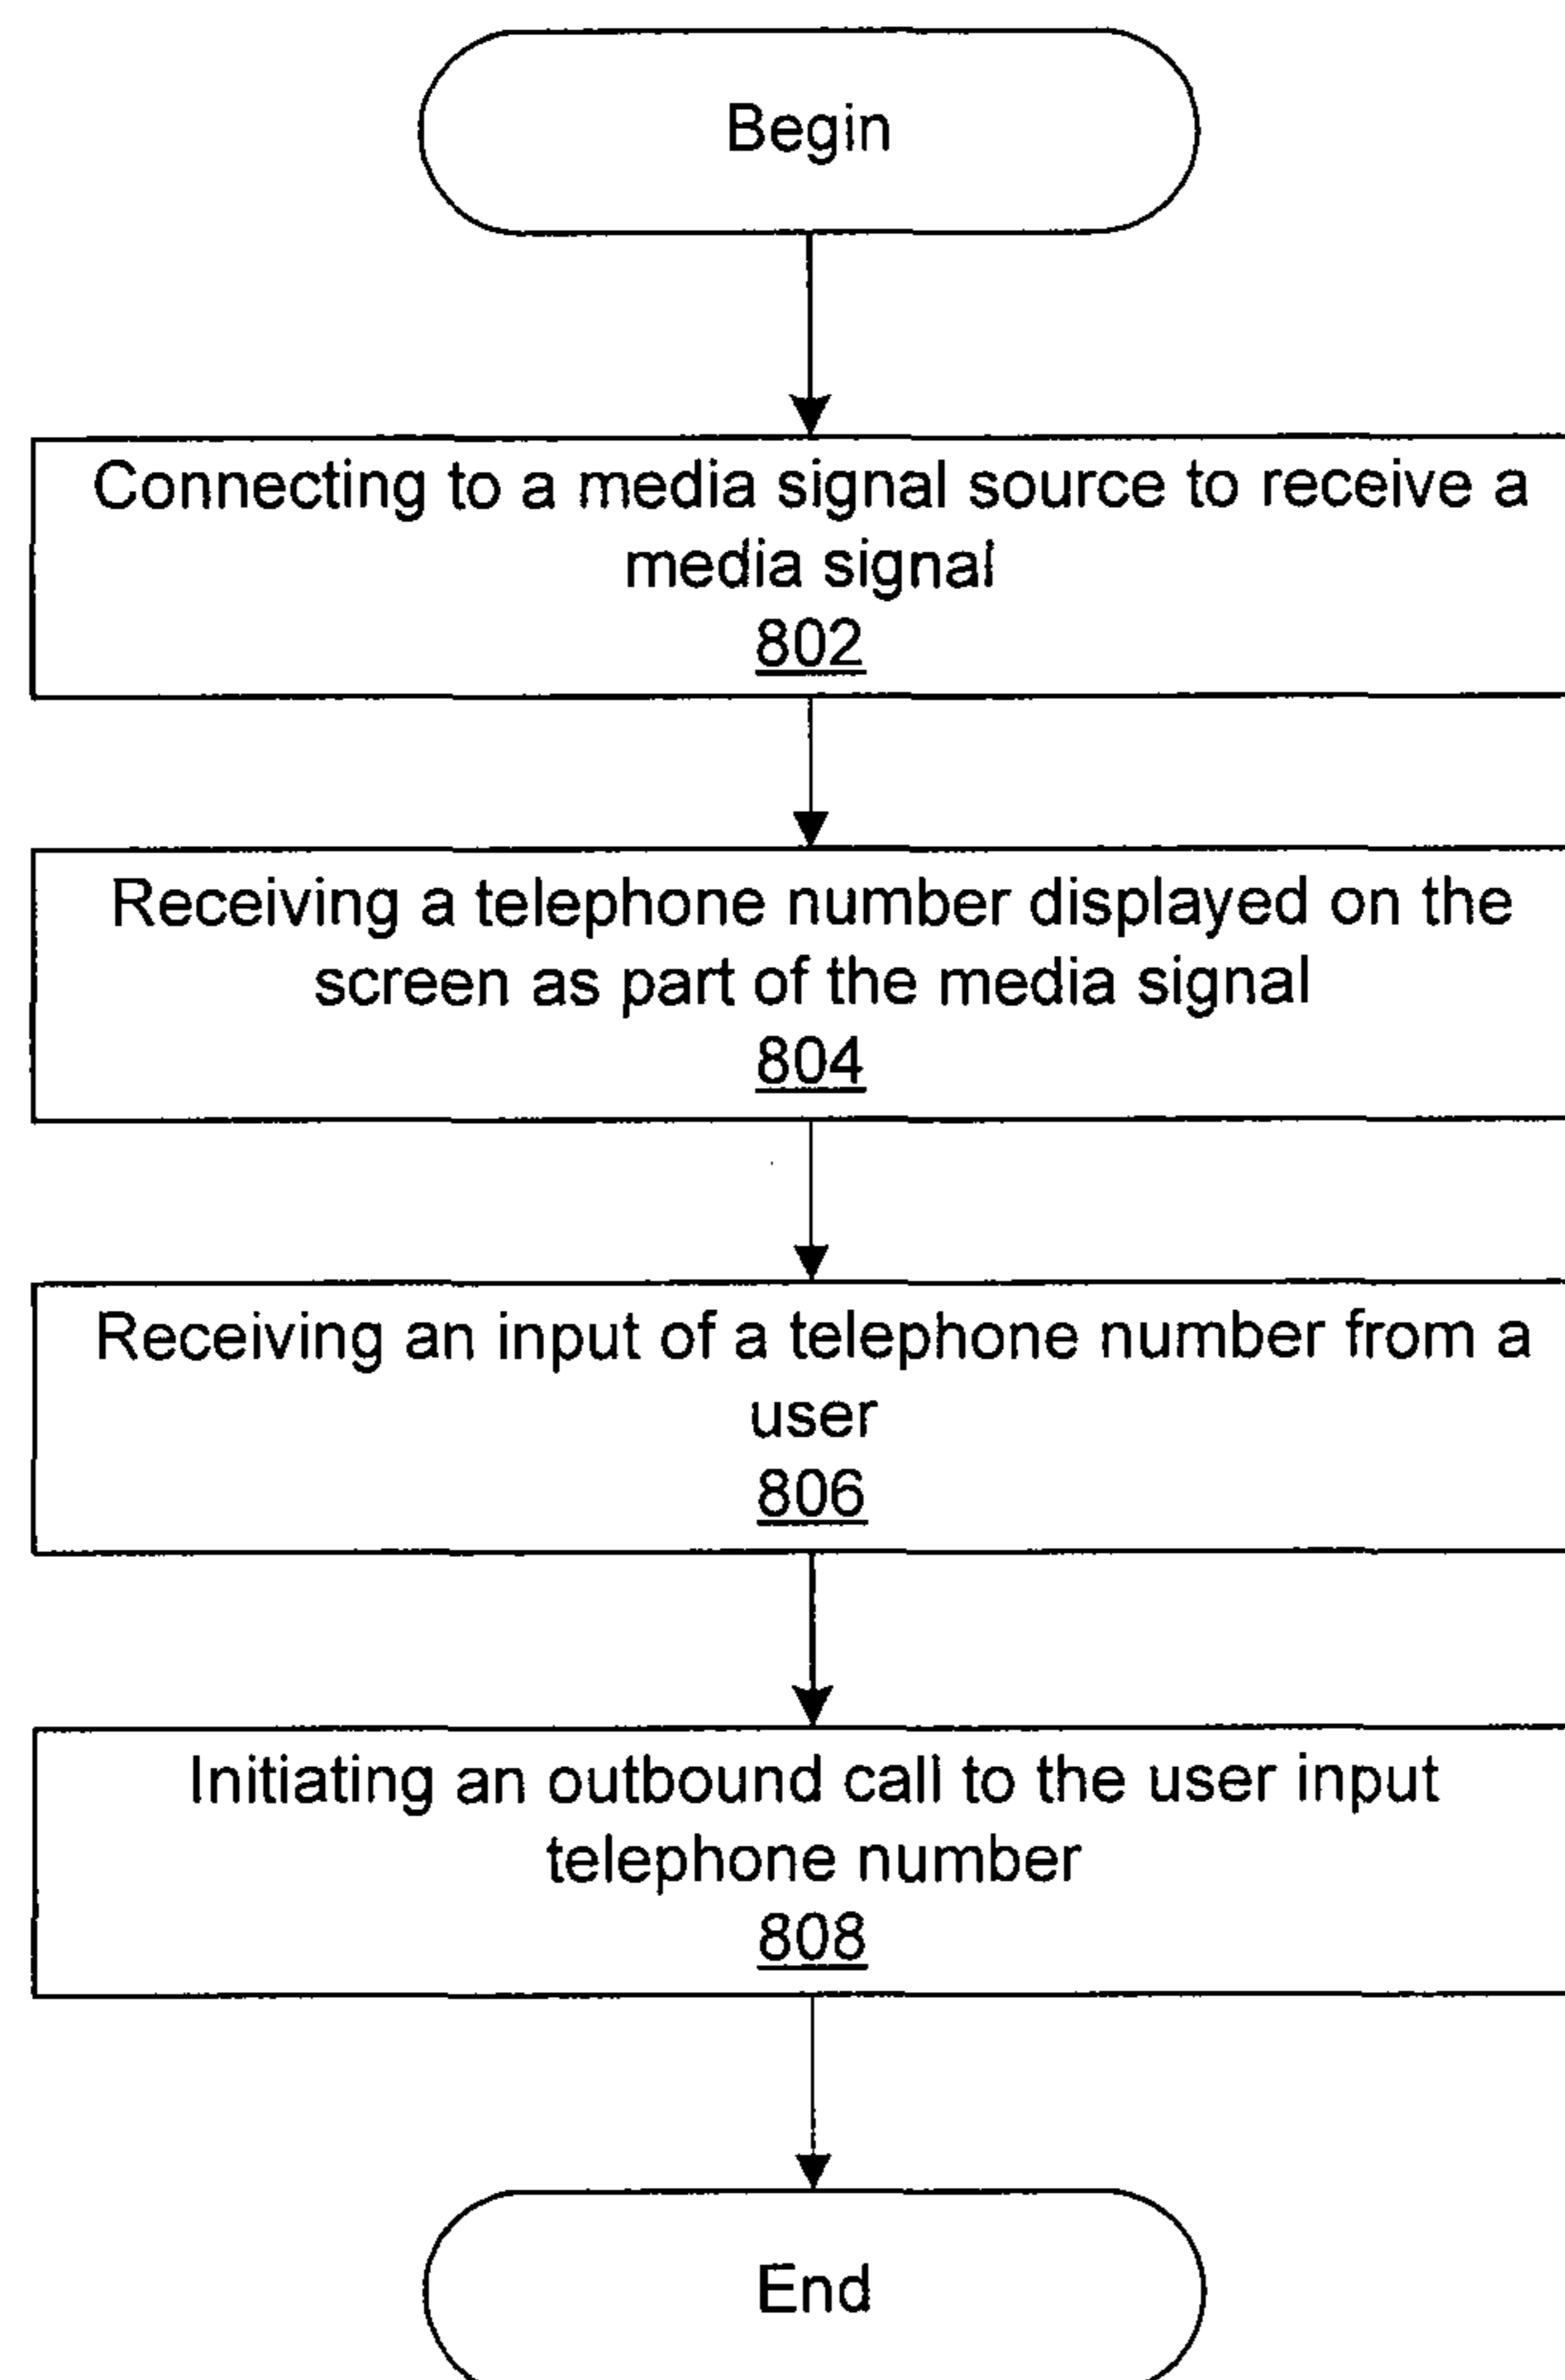 Begin
Connecting to a media signal source to receive a
media signal
802
Receiving a telephone number displayed on the
screen as part of the media signal
804
Receiving an input of a telephone number from a
user
806
Initiating an outbound call to the user input
telephone number
808
End